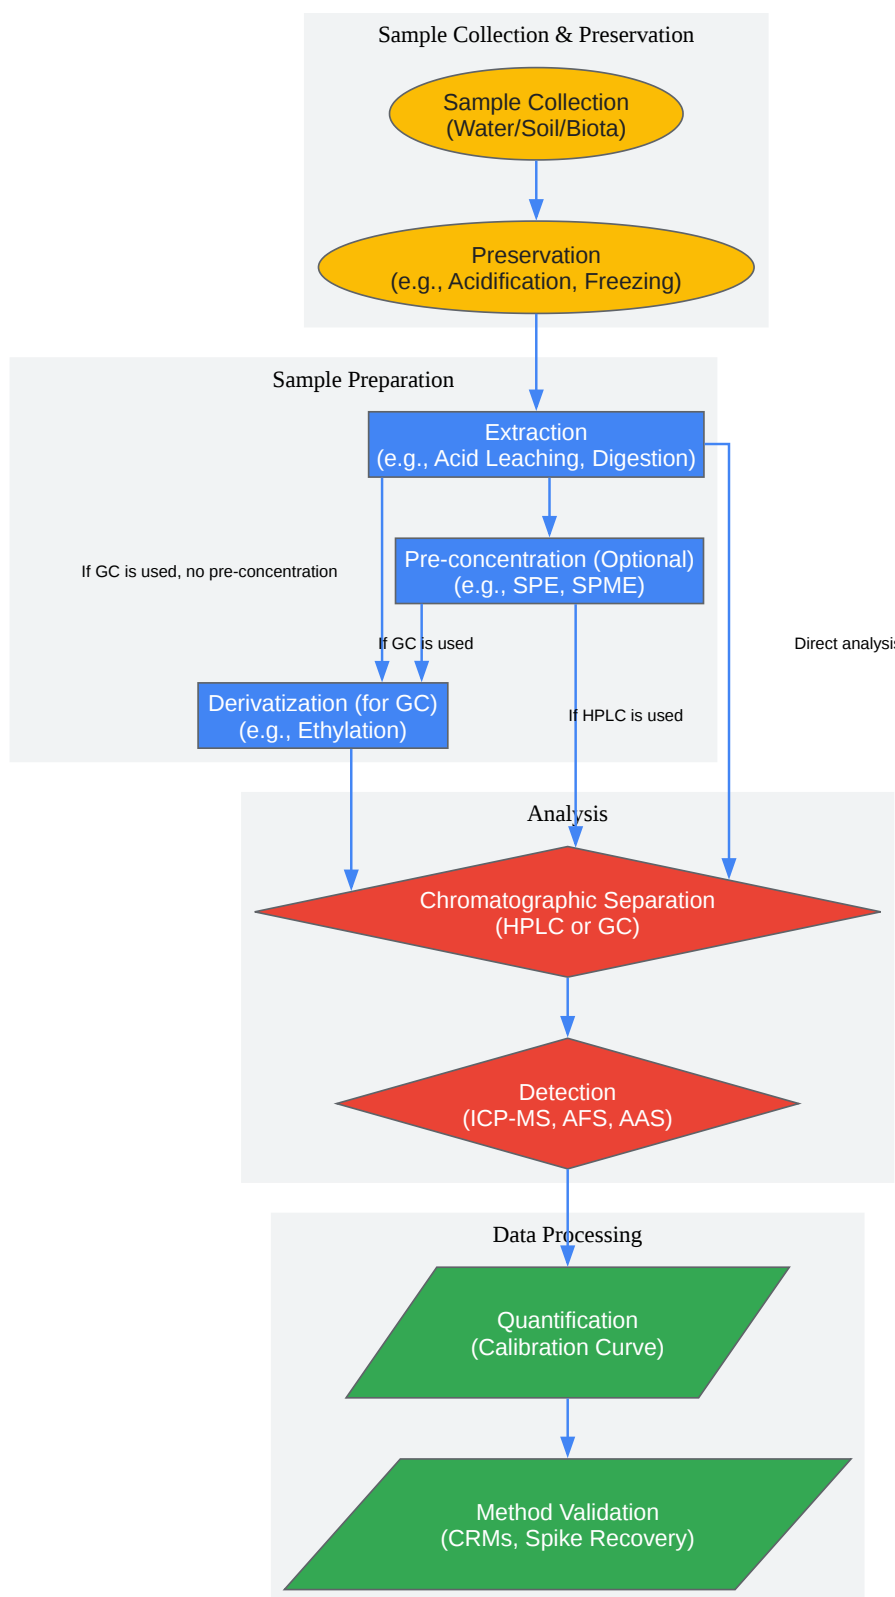 Sample Collection & Preservation
Sample Collection
(Water/Soil/Biota)
Preservation
(e.g., Acidification, Freezing)
Sample Preparation
Extraction
(e.g., Acid Leaching, Digestion)
If GC is used, no pre-concentration
Pre-concentration (Optional)
(e.g., SPE, SPME)
If GC is used
Direct analysis
Derivatization (for GC)
(e.g., Ethylation)
If HPLC is used
Analysis
Chromatographic Separation
(HPLC or GC)
Detection
(ICP-MS, AFS, AAS)
Data Processing
Quantification
(Calibration Curve)
Method Validation
(CRMs, Spike Recovery)